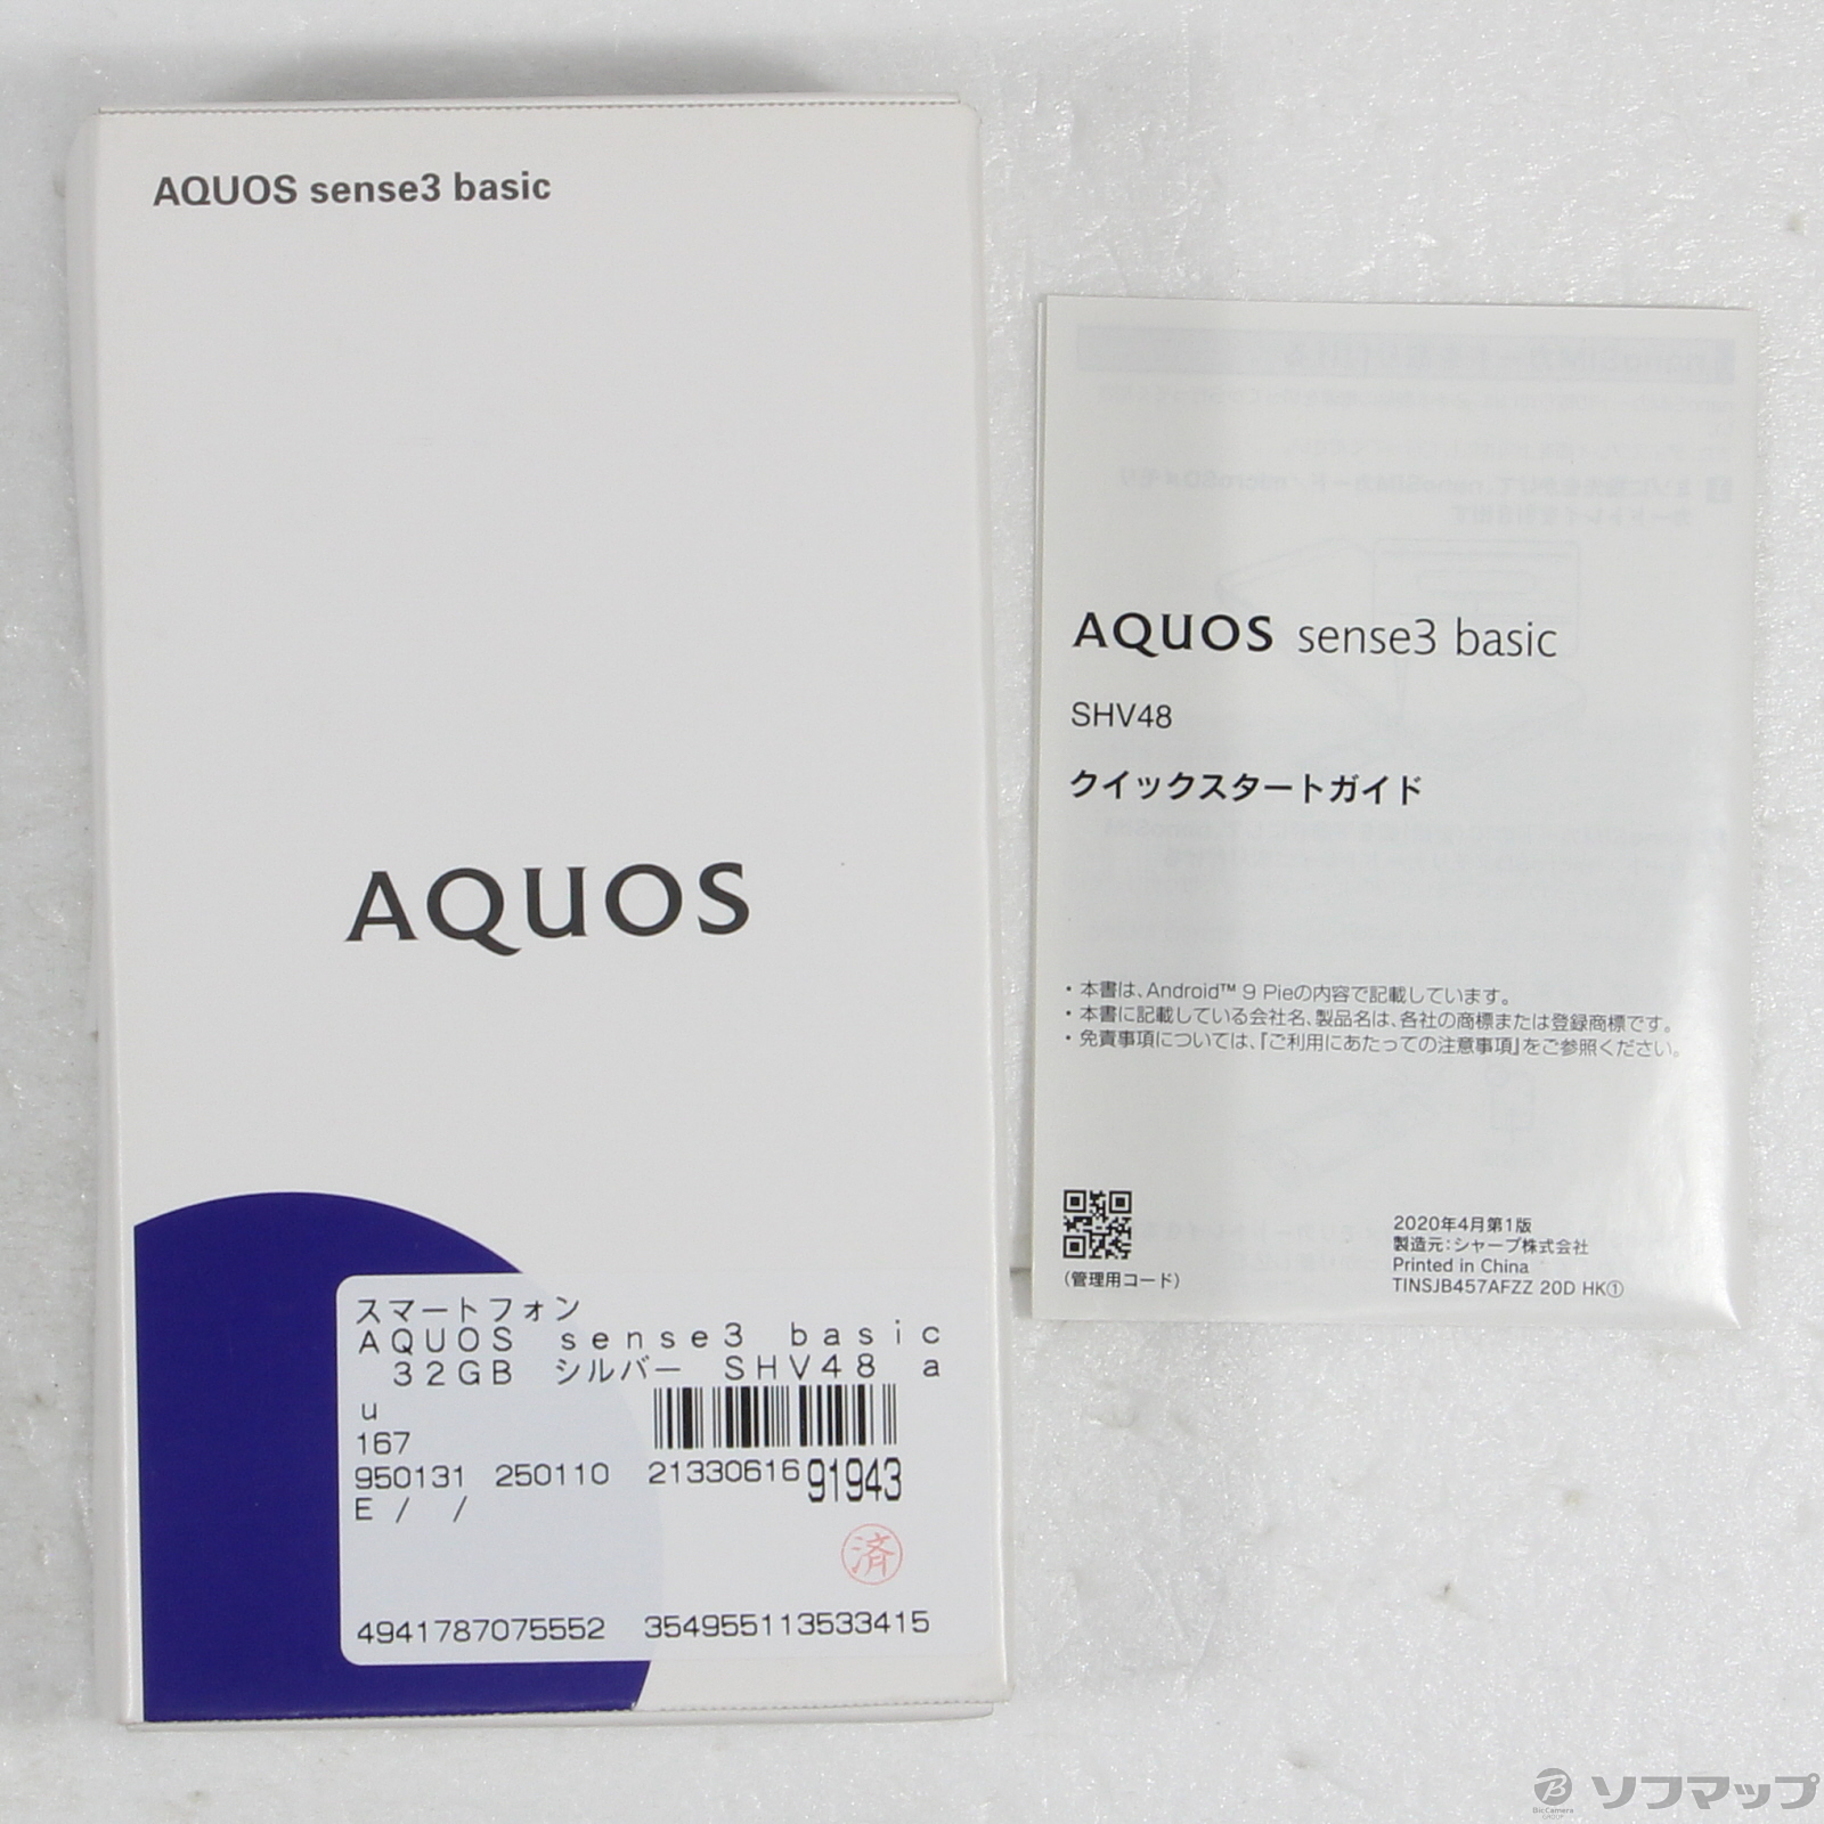 AQUOS sense3 basic
AQUOS
スマートフォン
ＡＱＵＯＳ　ｓｅｎｓｅ３　ｂａｓｉｃ
　３２ＧＢ　シルバー　ＳＨＶ４８　ａ
ｕ
167
950131 250110 2133061691943
E / /
済
4941787075552 354955113533415
AQUOS sense3 basic
SHV48
クイックスタートガイド
・本書は、Android™ 9 Pieの内容で記載しています。
・本書に記載している会社名、製品名は、各社の商標または登録商標です。
・免責事項については、『ご利用にあたっての注意事項』をご参照ください。
(管理用コード)
2020年4月第1版
製造元:シャープ株式会社
Printed in China
TINSJB457AFZZ 20D HK①
BicCamera
GROUP
ソフマップ